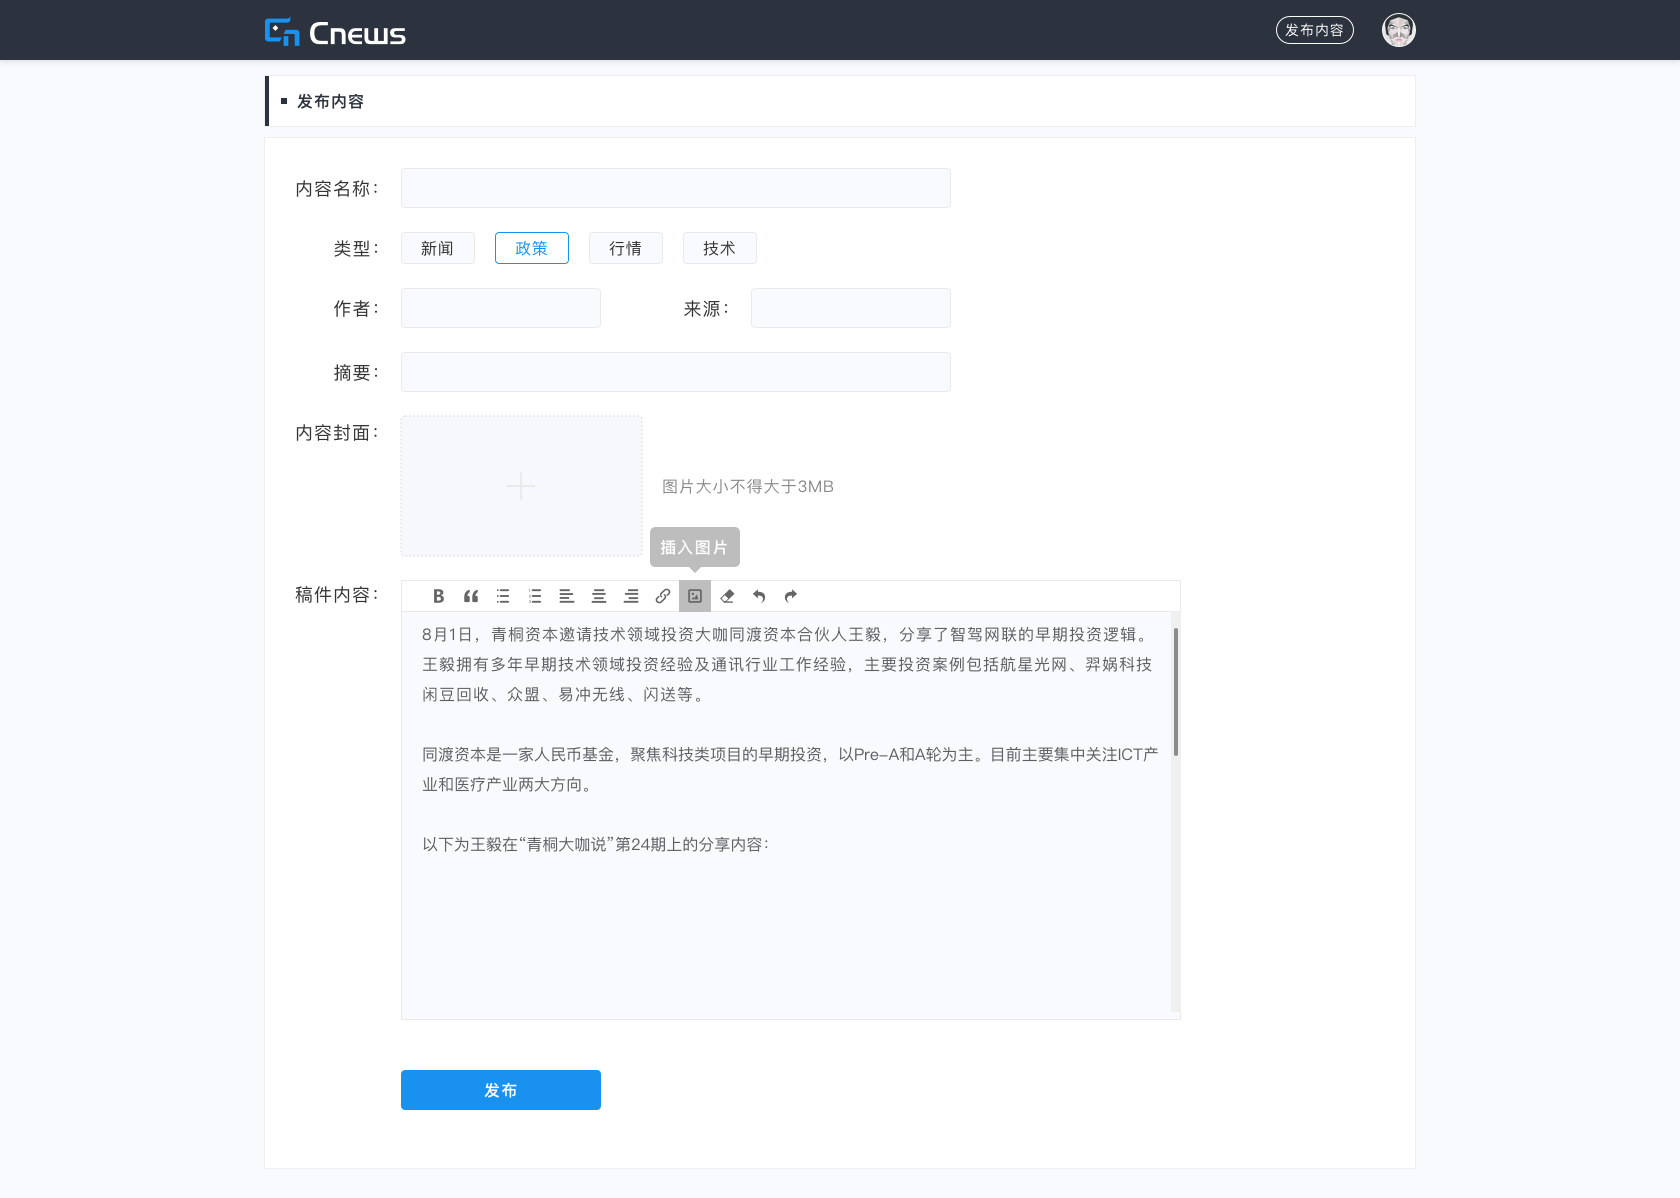 Cnews
发布内容
发布内容
内容名称：
类型： 新闻 政策 行情 技术
作者： 来源：
摘要：
内容封面：
图片大小不得大于3MB
插入图片
稿件内容：
8月1日，青桐资本邀请技术领域投资大咖同渡资本合伙人王毅，分享了智驾网联的早期投资逻辑。
王毅拥有多年早期技术领域投资经验及通讯行业工作经验，主要投资案例包括航星光网、羿娲科技
闲豆回收、众盟、易冲无线、闪送等。
同渡资本是一家人民币基金，聚焦科技类项目的早期投资，以Pre-A和A轮为主。目前主要集中关注ICT产
业和医疗产业两大方向。
以下为王毅在“青桐大咖说”第24期上的分享内容：
发布